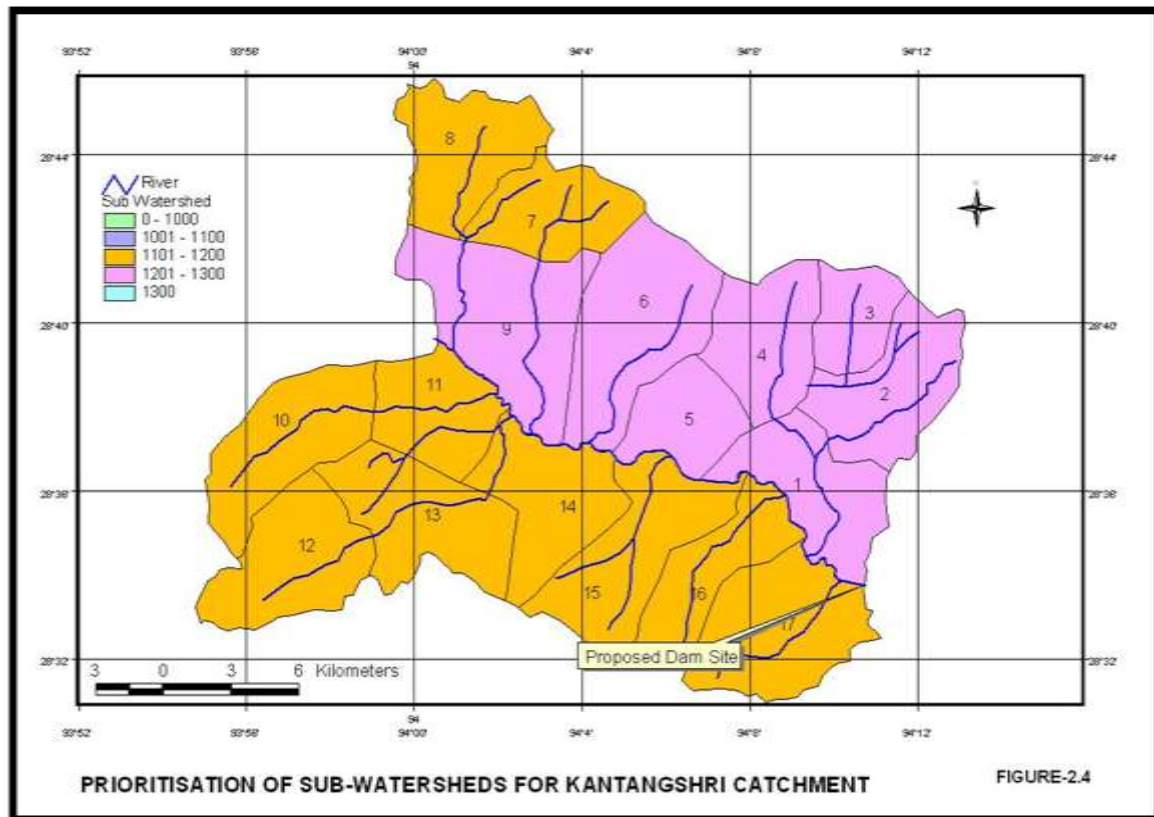 93°52' 93°56' 94°00' 94°4' 94°8' 94°12'
94
28°44' 28°44'
River
Sub Watershed
0 - 1000
1001 - 1100
1101 - 1200
1201 - 1300
1300
8
7
6
3
28°40' 28°40'
9
4
2
11
10
5
28°36' 28°36'
1
14
13
12
15
16
17
Proposed Dam Site
28°32' 28°32'
3 0 3 6 Kilometers
94
93°52' 93°56' 94°00' 94°4' 94°8' 94°12'
PRIORITISATION OF SUB-WATERSHEDS FOR KANTANGSHRI CATCHMENT
FIGURE-2.4